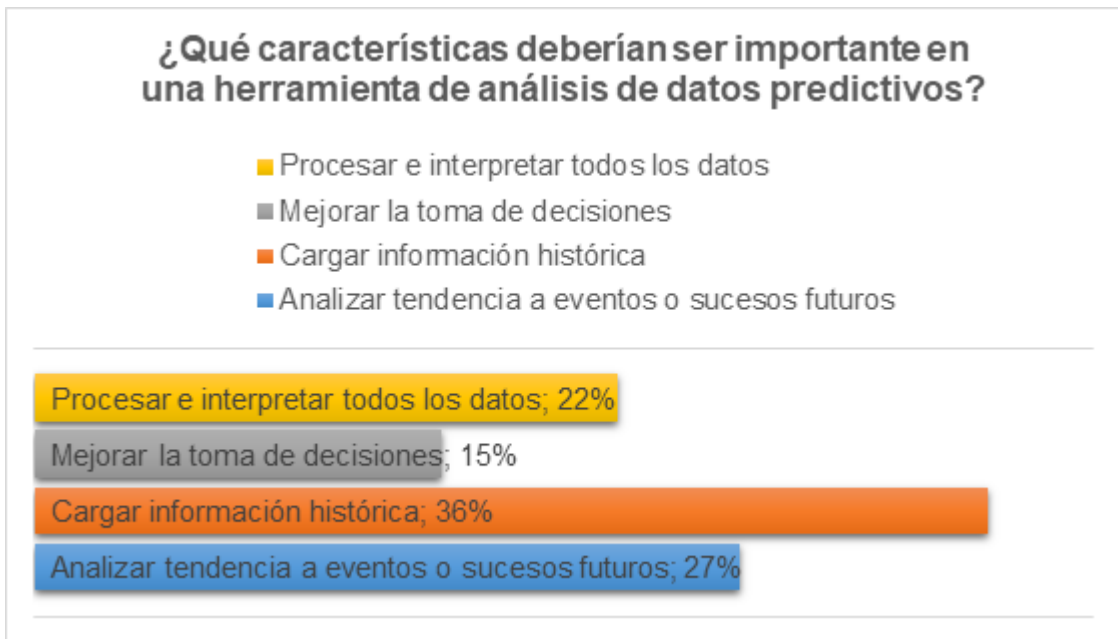 ¿Qué características deberían ser importante en
una herramienta de análisis de datos predictivos?
Procesar e interpretar todos los datos
Mejorar la toma de decisiones
Cargar información histórica
Analizar tendencia a eventos o sucesos futuros
Procesar e interpretar todos los datos; 22%
Mejorar la toma de decisiones; 15%
Cargar información histórica; 36%
Analizar tendencia a eventos o sucesos futuros; 27%